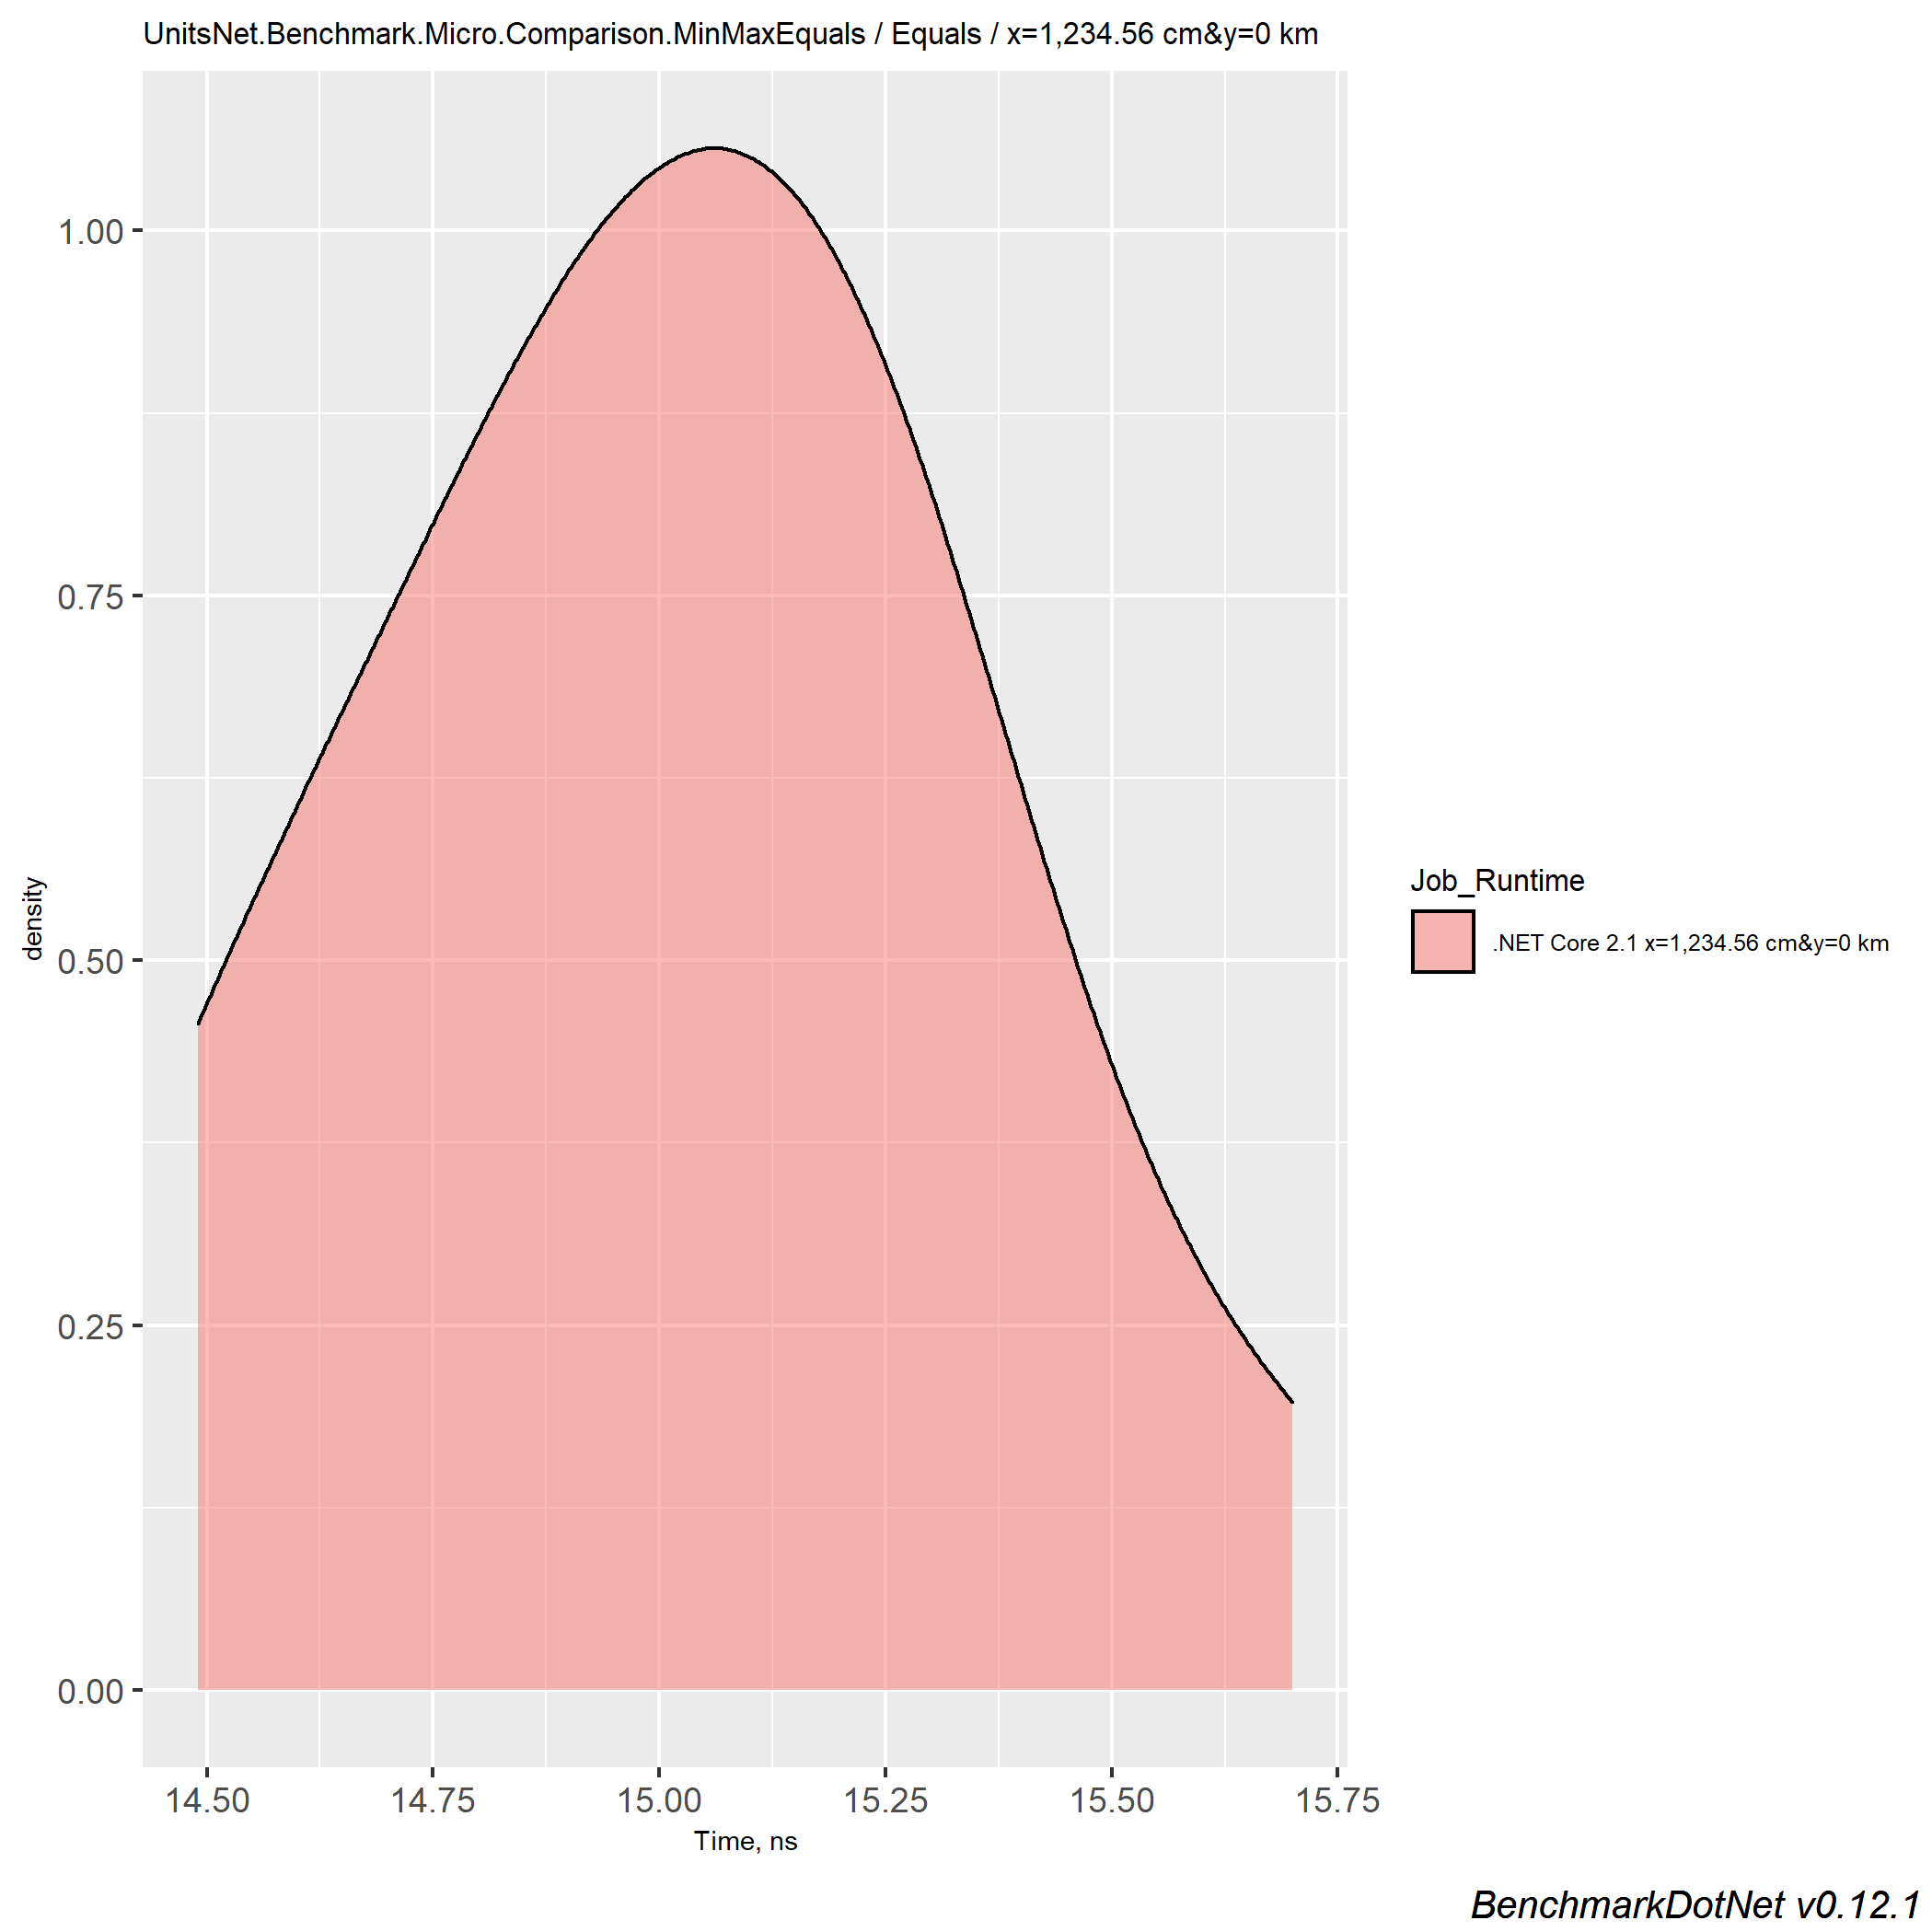 UnitsNet.Benchmark.Micro.Comparison.MinMaxEquals / Equals / x=1,234.56 cm&y=0 km
1.00
0.75
0.50
0.25
0.00
density
14.50 14.75 15.00 15.25 15.50 15.75
Time, ns
Job_Runtime
.NET Core 2.1 x=1,234.56 cm&y=0 km
BenchmarkDotNet v0.12.1